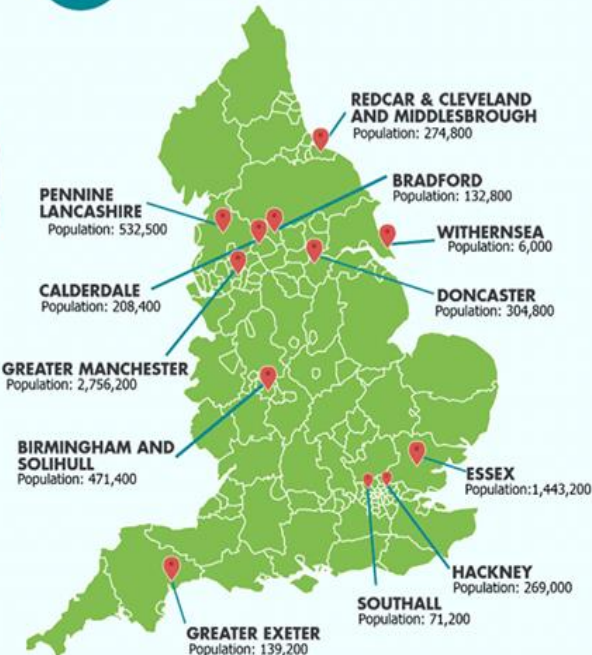 REDCAR & CLEVELAND
AND MIDDLESBROUGH
Population: 274,800
BRADFORD
Population: 132,800
PENNINE
LANCASHIRE
Population: 532,500
WITHERNSEA
Population: 6,000
CALDERDALE
Population: 208,400
DONCASTER
Population: 304,800
GREATER MANCHESTER
Population: 2,756,200
BIRMINGHAM AND
SOLIHULL
Population: 471,400
ESSEX
Population:1,443,200
HACKNEY
Population: 269,000
SOUTHALL
Population: 71,200
GREATER EXETER
Population: 139,200